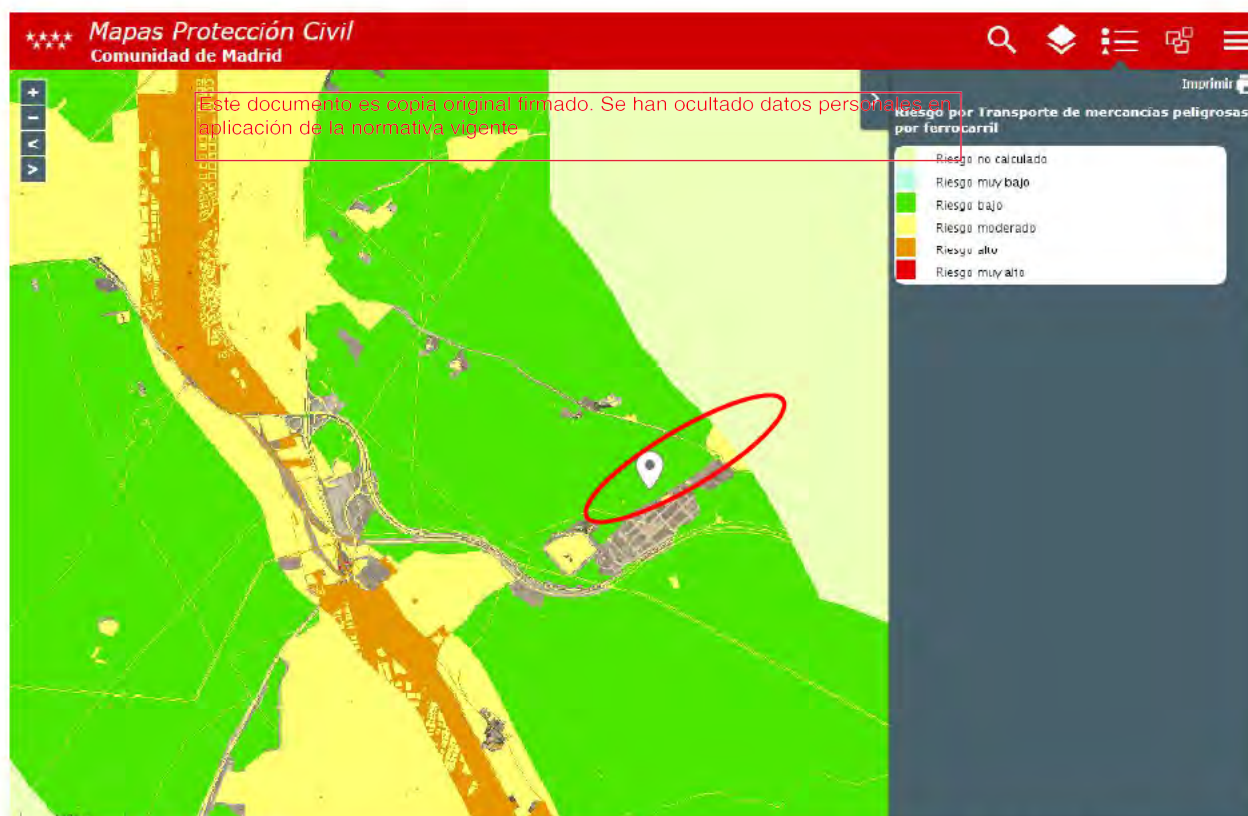 Mapas Protección Civil
Comunidad de Madrid
Imprimir
Este documento es copia original firmado. Se han ocultado datos personales en
aplicación de la normativa vigente
Riesgo por Transporte de mercancías peligrosas
por ferrocarril
Riesgo no calculado
Riesgo muy bajo
Riesgo bajo
Riesgo moderado
Riesgo alto
Riesgo muy alto